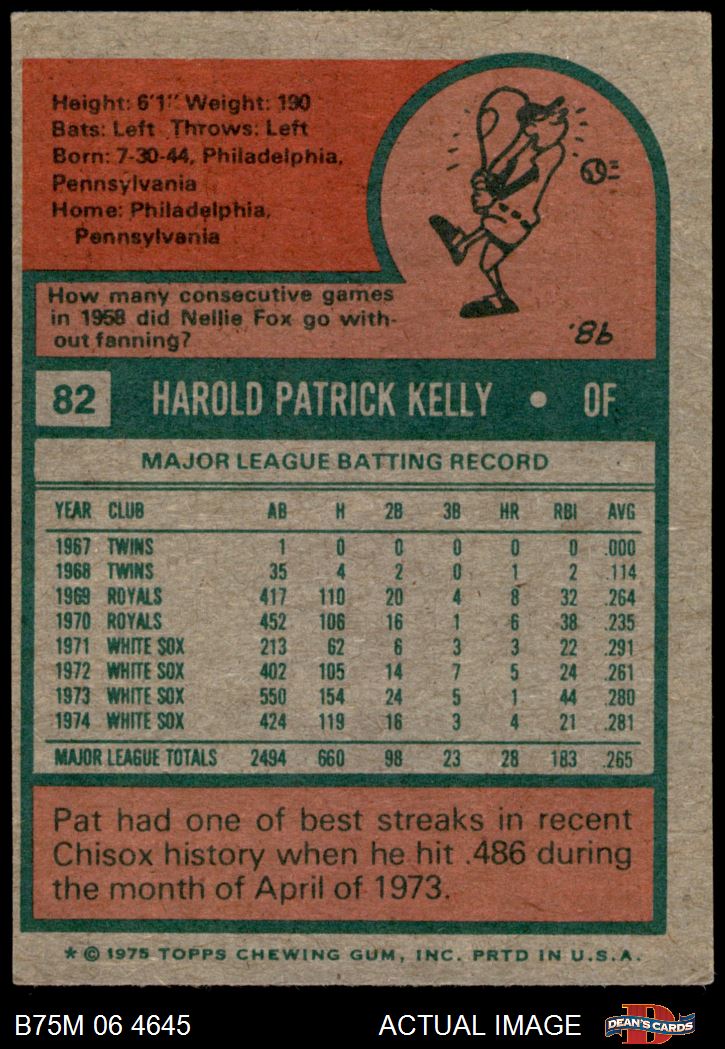 Height: 6'1" Weight: 190
Bats: Left Throws: Left
Born: 7-30-44, Philadelphia,
Pennsylvania
Home: Philadelphia,
Pennsylvania
How many consecutive games
in 1958 did Nellie Fox go with-
out fanning?
'86
82 HAROLD PATRICK KELLY • OF
MAJOR LEAGUE BATTING RECORD
YEAR CLUB AB H 2B 3B HR RBI AVG
1967 TWINS 1 0 0 0 0 0 .000
1968 TWINS 35 4 2 0 1 2 .114
1969 ROYALS 417 110 20 4 8 32 .264
1970 ROYALS 452 106 16 1 6 38 .235
1971 WHITE SOX 213 62 6 3 3 22 .291
1972 WHITE SOX 402 105 14 7 5 24 .261
1973 WHITE SOX 550 154 24 5 1 44 .280
1974 WHITE SOX 424 119 16 3 4 21 .281
MAJOR LEAGUE TOTALS 2494 660 98 23 28 183 .265
Pat had one of best streaks in recent
Chisox history when he hit .486 during
the month of April of 1973.
* © 1975 TOPPS CHEWING GUM, INC. PRTD IN U.S.A.
B75M 06 4645 ACTUAL IMAGE
DEAN'S CARDS